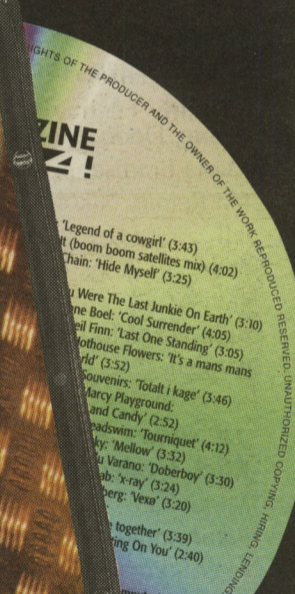 RIGHTS OF THE PRODUCER AND THE OWNER OF THE WORK REPRODUCED RESERVED. UNAUTHORIZED COPYING, HIRING, LENDING
ZINE
4!
'Legend of a cowgirl' (3:43)
It (boom boom satellites mix) (4:02)
Chain: 'Hide Myself' (3:25)
u Were The Last Junkie On Earth' (3:10)
ne Boel: 'Cool Surrender' (4:05)
eil Finn: 'Last One Standing' (3:05)
Hothouse Flowers: 'It's a mans mans
rld' (3:52)
Souvenirs: 'Totalt i kage' (3:46)
Marcy Playground:
and Candy' (2:52)
eadswim: 'Tourniquet' (4:12)
ky: 'Mellow' (3:32)
u Varano: 'Doberboy' (3:30)
ab: 'x-ray' (3:24)
berg: 'Vexø' (3:20)
e together' (3:39)
ting On You' (2:40)